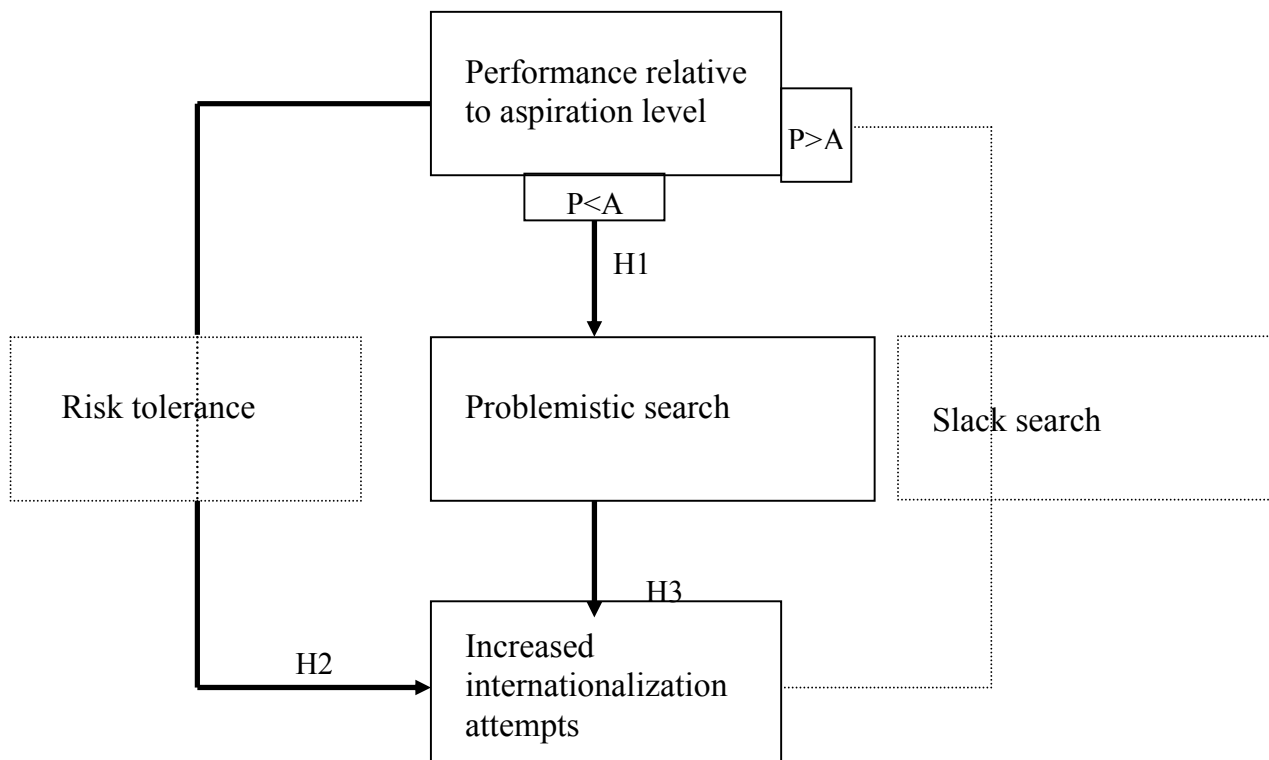 Performance relative
to aspiration level
P>A
P<A
H1
Risk tolerance
Problemistic search
Slack search
H3
Increased
internationalization
attempts
H2